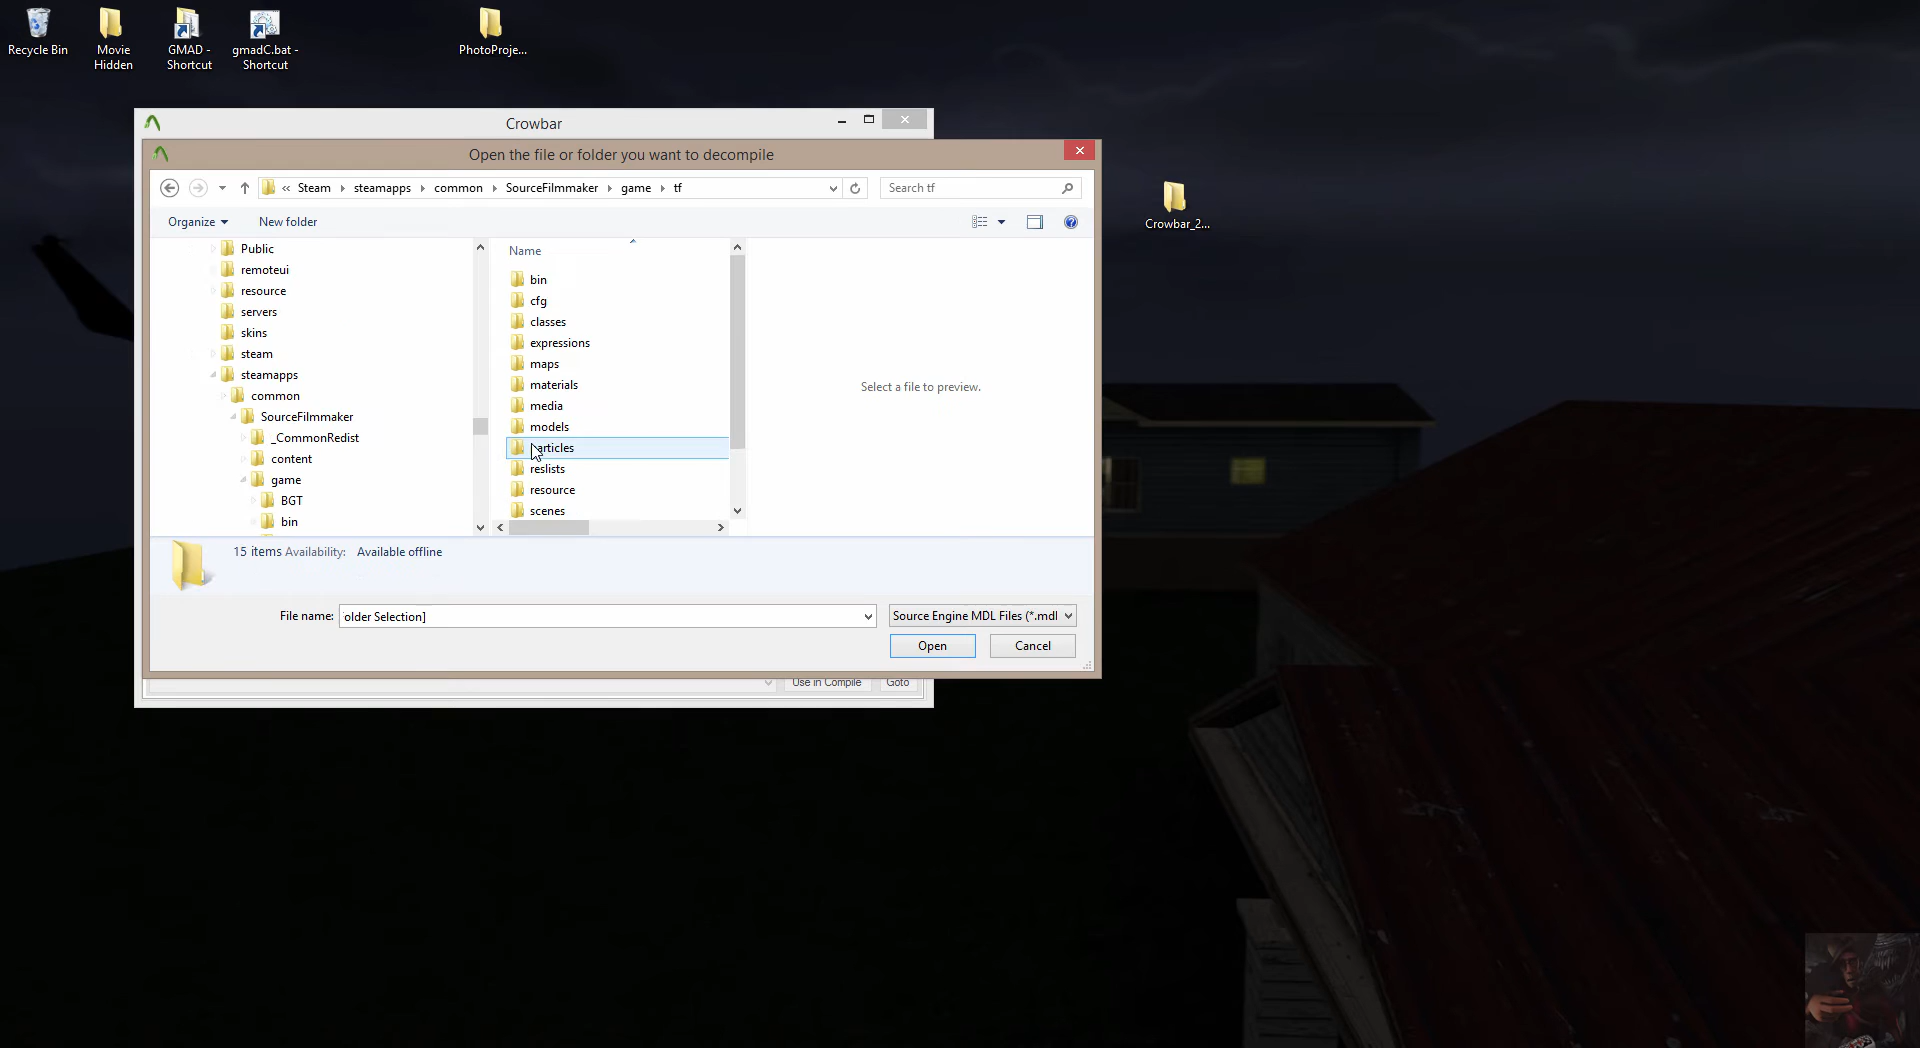 Recycle Bin
Movie
Hidden
GMAD -
Shortcut
gmadC.bat -
Shortcut
PhotoProje...
Crowbar
Open the file or folder you want to decompile
« Steam steamapps common SourceFilmmaker game tf
Search tf
Organize New folder
Public
remoteui
resource
servers
skins
steam
steamapps
common
SourceFilmmaker
_CommonRedist
content
game
BGT
bin
Name
bin
cfg
classes
expressions
maps
materials
media
models
articles
reslists
resource
scenes
Select a file to preview.
15 items Availability: Available offline
File name: older Selection]
Source Engine MDL Files (*.mdl
Open Cancel
Use in Compile Goto
Crowbar_2...